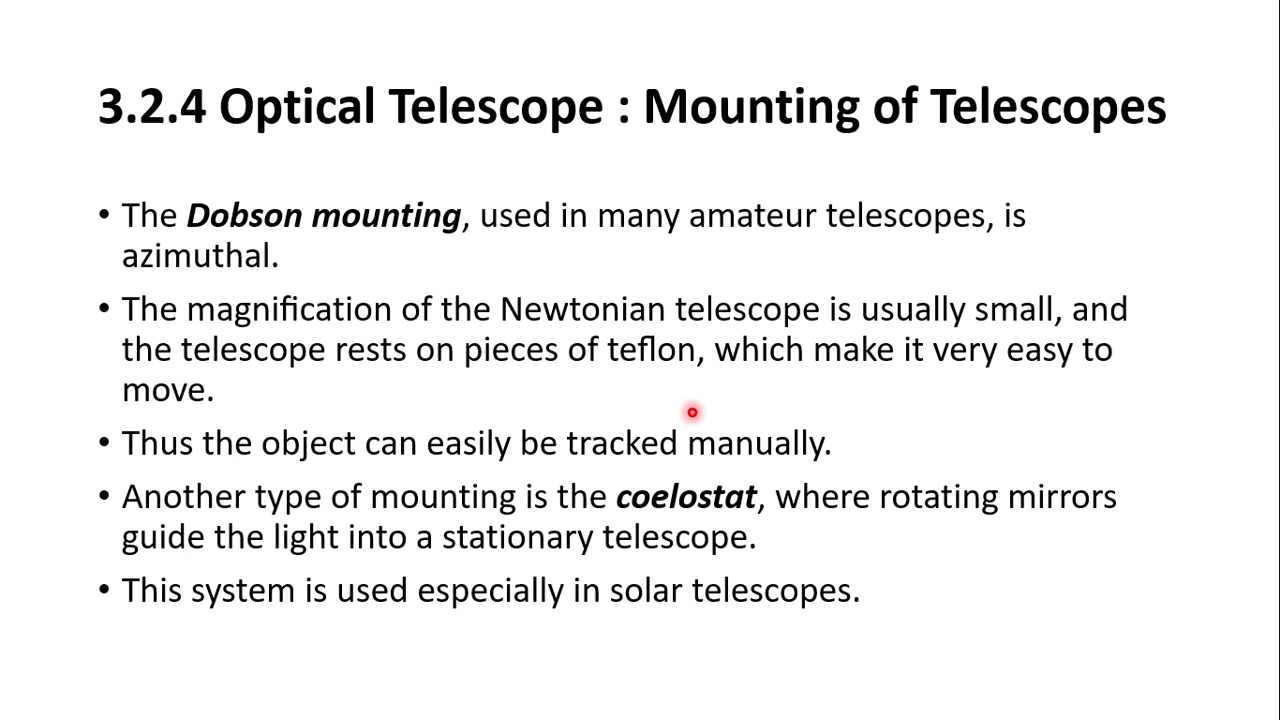 3.2.4 Optical Telescope : Mounting of Telescopes
• The Dobson mounting, used in many amateur telescopes, is
azimuthal.
• The magnification of the Newtonian telescope is usually small, and
the telescope rests on pieces of teflon, which make it very easy to
move.
• Thus the object can easily be tracked manually.
• Another type of mounting is the coelostat, where rotating mirrors
guide the light into a stationary telescope.
• This system is used especially in solar telescopes.